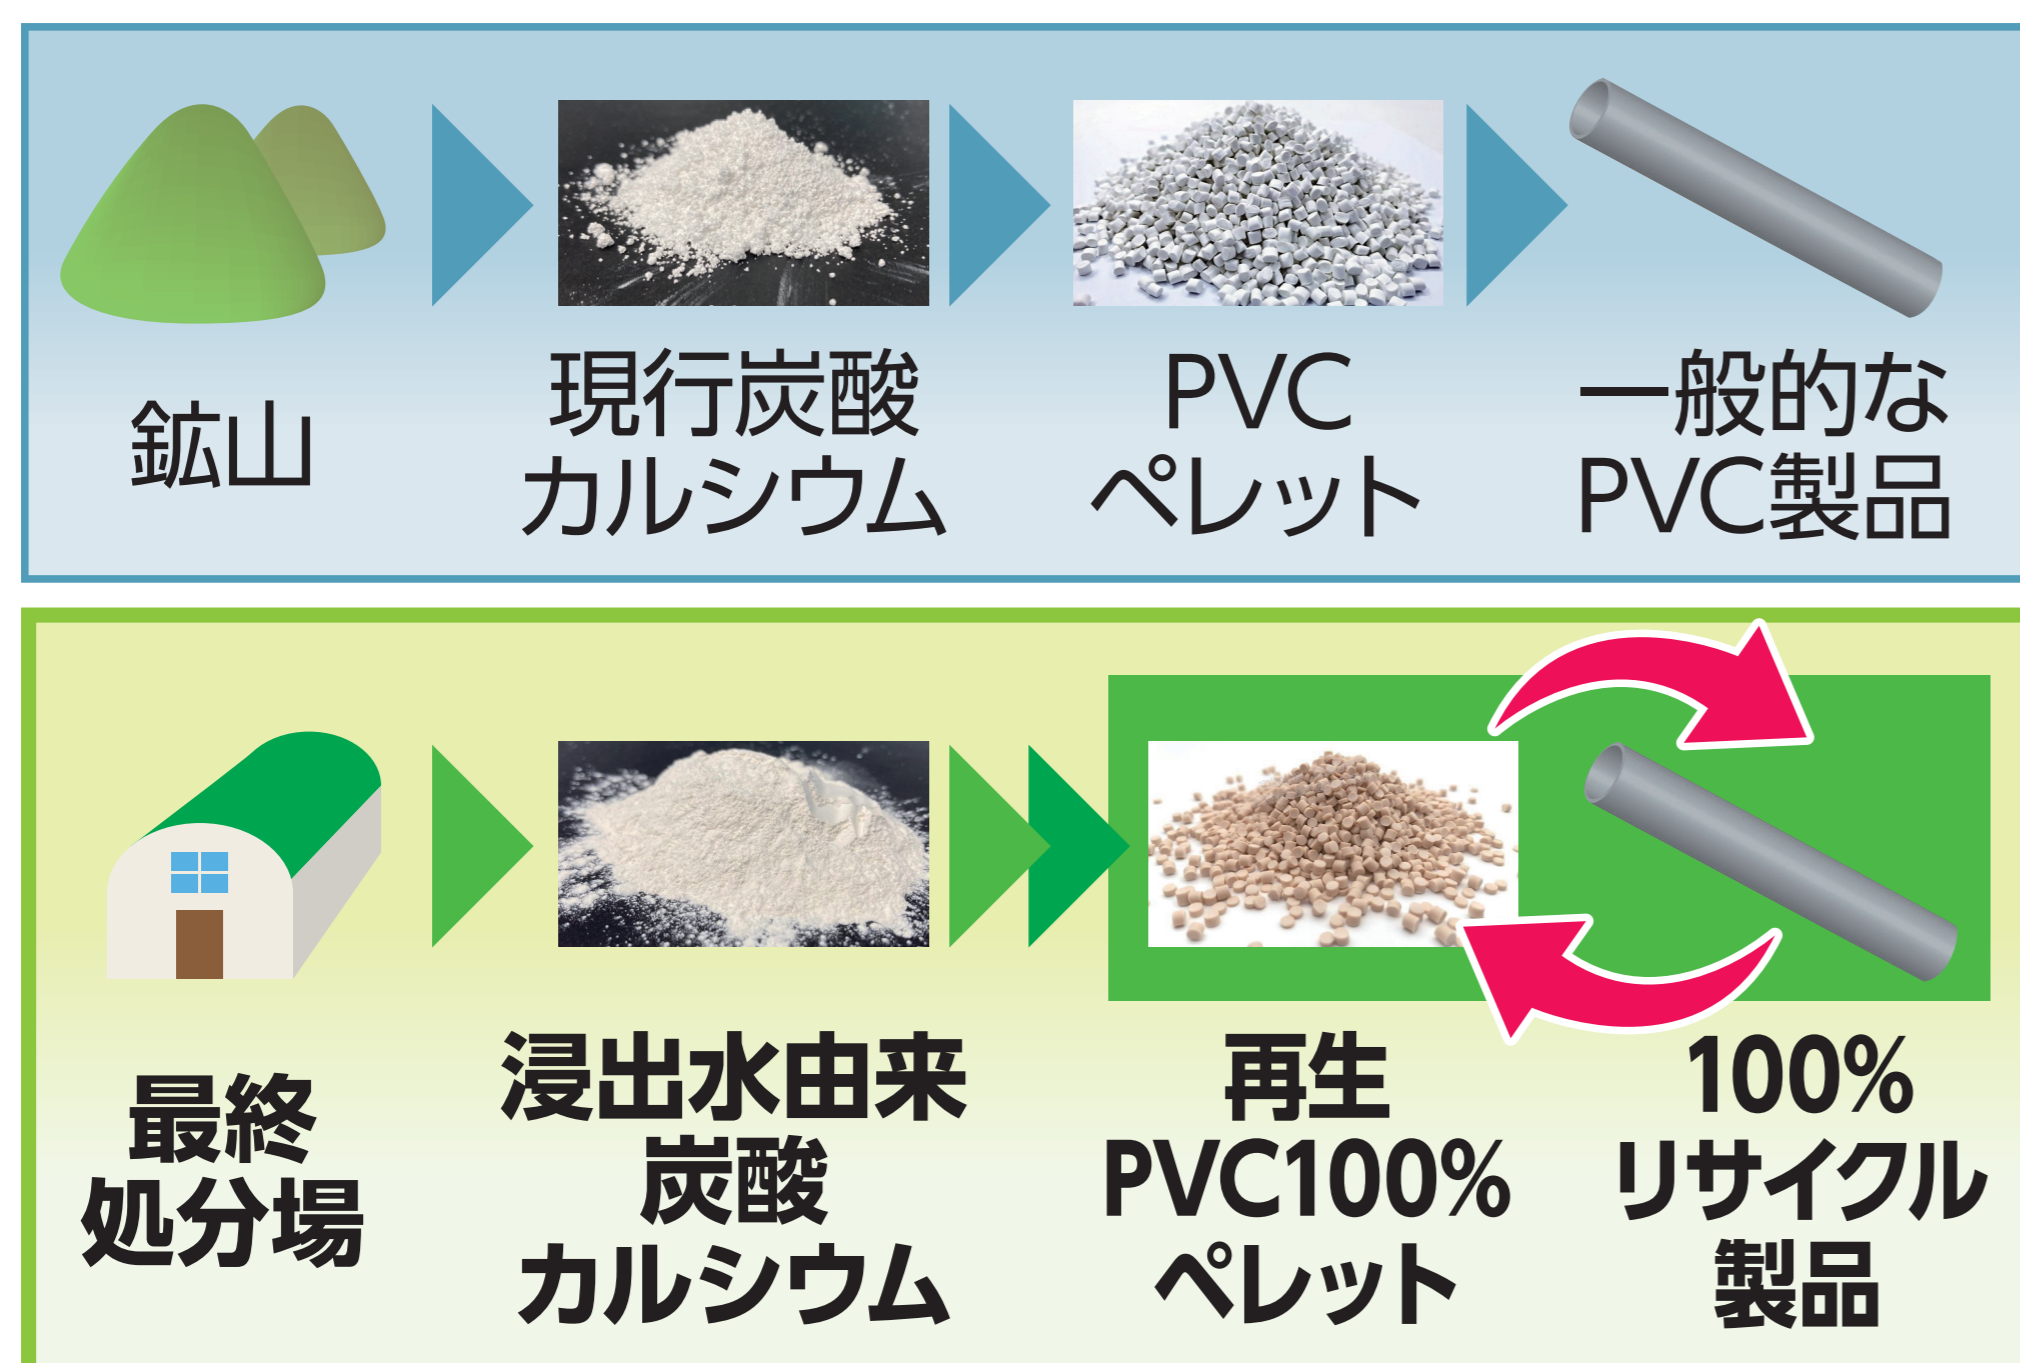 鉱山
現行炭酸
カルシウム
PVC
ペレット
一般的な
PVC製品
最終
処分場
浸出水由来
炭酸
カルシウム
再生
PVC100%
ペレット
100%
リサイクル
製品